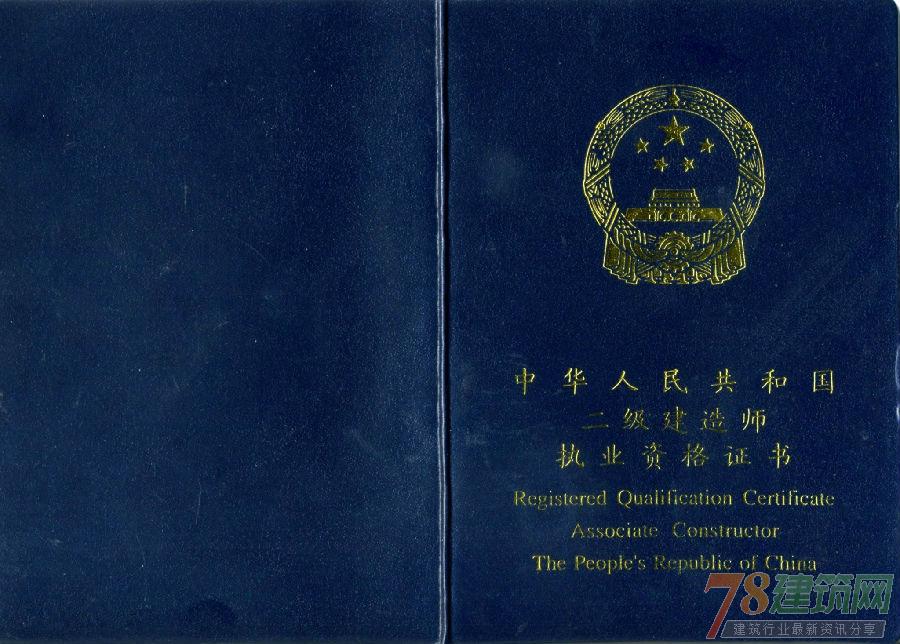 中华人民共和国
二级建造师
执业资格证书
Registered Qualification Certificate
Associate Constructor
The People's Republic of China
78建筑网
建筑行业最新资讯分享